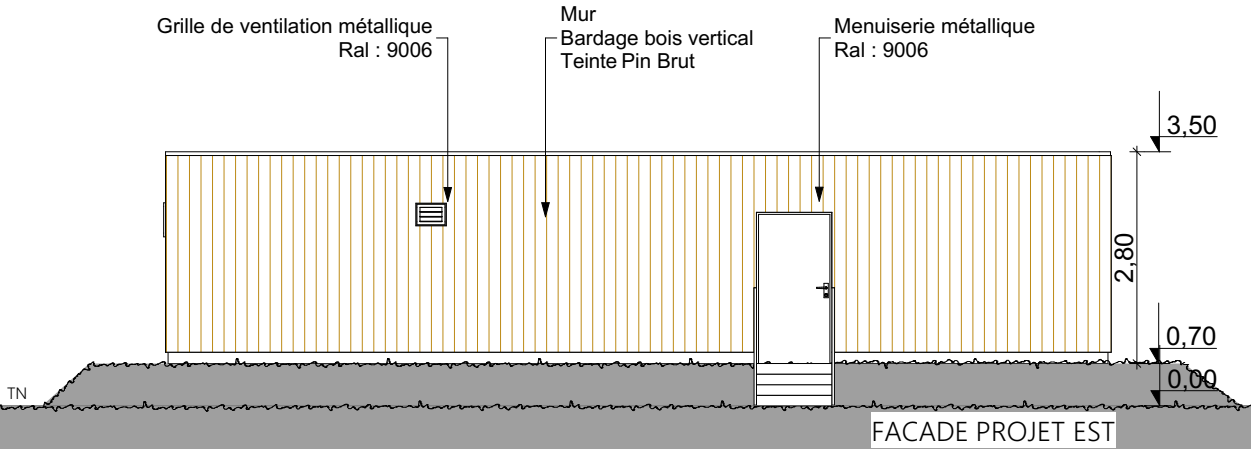 Grille de ventilation métallique
Ral : 9006
Mur
Bardage bois vertical
Teinte Pin Brut
Menuiserie métallique
Ral : 9006
3,50
2,80
0,70
0,00
TN
FACADE PROJET EST